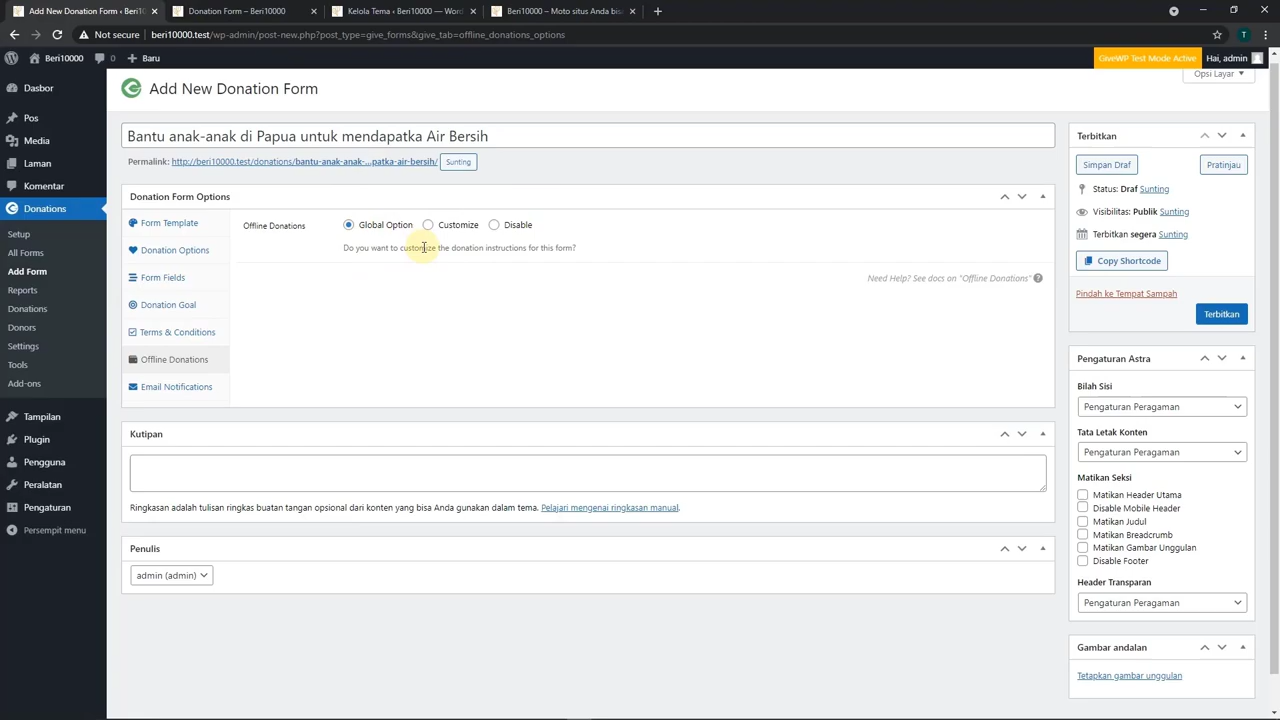 Add New Donation Form ‹ Beri10
Donation Form – Beri10000
Kelola Tema ‹ Beri10000 — Word
Beri10000 – Moto situs Anda bis
Not secure
beri10000.test/wp-admin/post-new.php?post_type=give_forms&give_tab=offline_donations_options
T
Beri10000
0
Baru
GiveWP Test Mode Active
Hai, admin
Opsi Layar
Dasbor
Pos
Media
Laman
Komentar
Donations
Setup
All Forms
Add Form
Reports
Donations
Donors
Settings
Tools
Add-ons
Tampilan
Plugin
Pengguna
Peralatan
Pengaturan
Persempit menu
Add New Donation Form
Bantu anak-anak di Papua untuk mendapatka Air Bersih
Permalink: http://beri10000.test/donations/bantu-anak-anak-...patka-air-bersih/ Sunting
Donation Form Options
Form Template
Donation Options
Form Fields
Donation Goal
Terms & Conditions
Offline Donations
Email Notifications
Offline Donations
Global Option
Customize
Disable
Do you want to customize the donation instructions for this form?
Need Help? See docs on "Offline Donations"
Kutipan
Ringkasan adalah tulisan ringkas buatan tangan opsional dari konten yang bisa Anda gunakan dalam tema. Pelajari mengenai ringkasan manual.
Penulis
admin (admin)
Terbitkan
Simpan Draf
Pratinjau
Status: Draf Sunting
Visibilitas: Publik Sunting
Terbitkan segera Sunting
Copy Shortcode
Pindah ke Tempat Sampah
Terbitkan
Pengaturan Astra
Bilah Sisi
Pengaturan Peragaman
Tata Letak Konten
Pengaturan Peragaman
Matikan Seksi
Matikan Header Utama
Disable Mobile Header
Matikan Judul
Matikan Breadcrumb
Matikan Gambar Unggulan
Disable Footer
Header Transparan
Pengaturan Peragaman
Gambar andalan
Tetapkan gambar unggulan